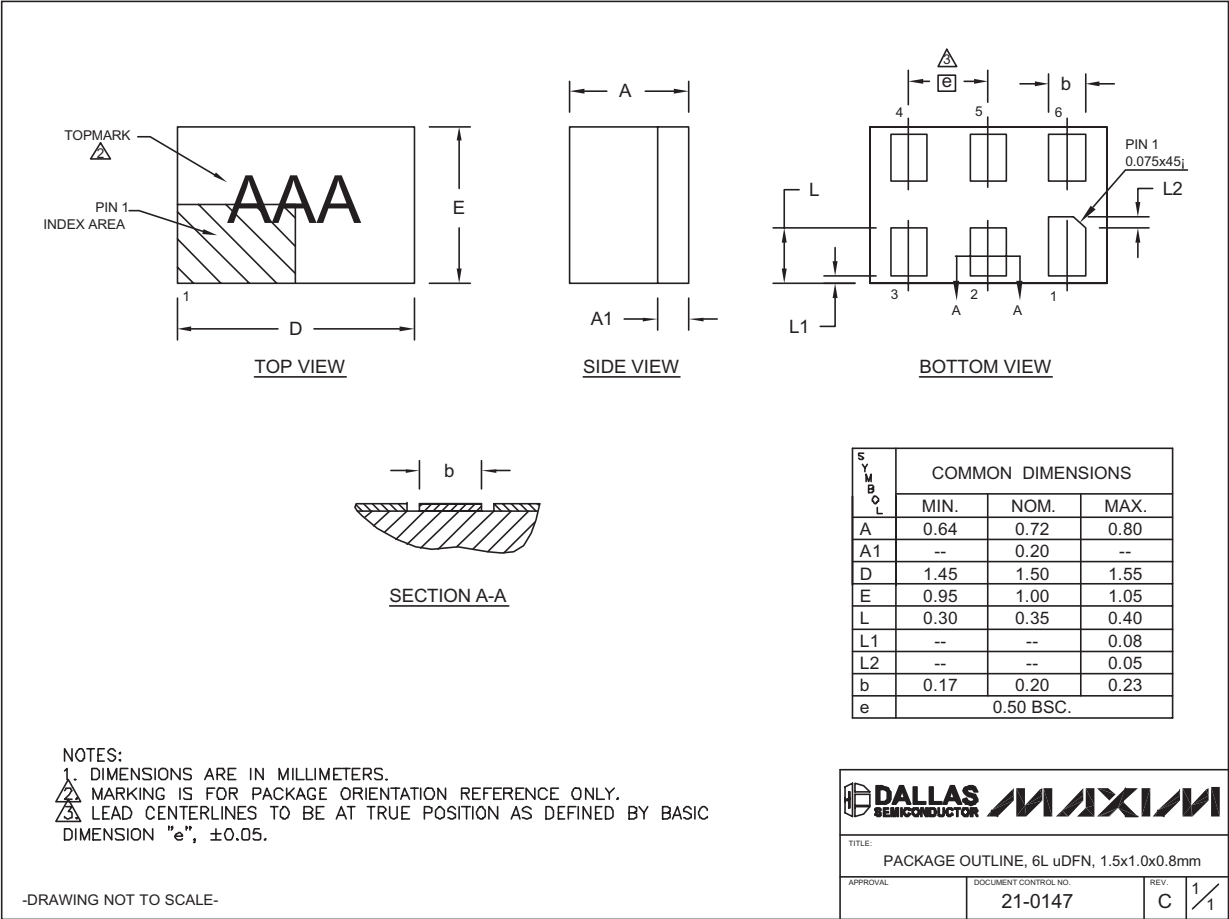 TOPMARK
2
PIN 1
INDEX AREA
AAA
1
E
D
TOP VIEW
A
A1
SIDE VIEW
3
e
b
4 5 6
PIN 1
0.075x45¡
L
L2
L1
3 2 1
A A
BOTTOM VIEW
b
SECTION A-A
SYMBOL COMMON DIMENSIONS
MIN. NOM. MAX.
A 0.64 0.72 0.80
A1 -- 0.20 --
D 1.45 1.50 1.55
E 0.95 1.00 1.05
L 0.30 0.35 0.40
L1 -- -- 0.08
L2 -- -- 0.05
b 0.17 0.20 0.23
e 0.50 BSC.
NOTES:
1. DIMENSIONS ARE IN MILLIMETERS.
2. MARKING IS FOR PACKAGE ORIENTATION REFERENCE ONLY.
3. LEAD CENTERLINES TO BE AT TRUE POSITION AS DEFINED BY BASIC
DIMENSION "e", ±0.05.
-DRAWING NOT TO SCALE-
DALLAS SEMICONDUCTOR MAXIM
TITLE:
PACKAGE OUTLINE, 6L uDFN, 1.5x1.0x0.8mm
APPROVAL DOCUMENT CONTROL NO. REV.
21-0147 C 1/1